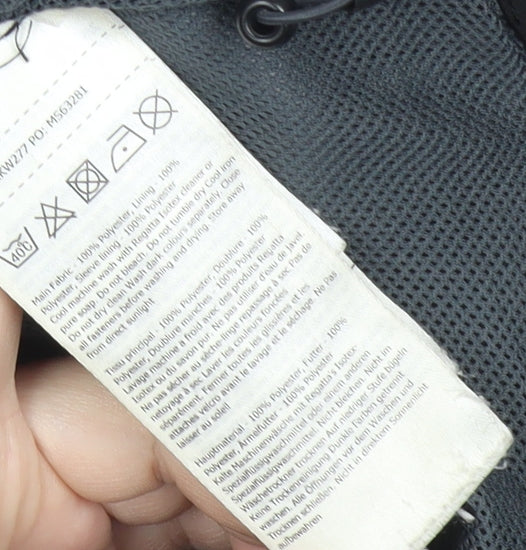 KW277 PO: M563281
40°C
Main Fabric - 100% Polyester, Lining - 100%
Polyester, Sleeve lining - 100% Polyester
Cool machine wash with Regatta Isotex cleaner or
pure soap. Do not bleach. Do not tumble dry Cool iron
Do not dry clean Wash dark colours separately. Close
all fasteners before washing and drying. Store away
from direct sunlight
Tissu principal - 100% Polyester, Doublure - 100%
Polyester, Doublure manches - 100% Polyester
Lavage machine a froid avec des produits Regatta
Isotex ou du savon pur. Ne pas utiliser d'eau de Javel.
Ne pas sécher au sèche-linge repassage à sec Pas de
nettoyage à sec Laver les couleurs foncées
séparément. Fermer toutes les glissières et les
attaches velcro avant le lavage et le séchage. Ne Pas
laisser au soleil
Hauptmaterial - 100% Polyester, Futter - 100%
Polyester, Ärmelfutter - 100% Polyester
Kalte Maschinenwäsche mit Regatta-Isotex-
Spezialflüssigwaschmittel oder einem anderen
Spezialflüssigwaschmittel. Nicht bleichen. Nicht im
Wäschetrockner trocknen Auf niedriger Stufe bügeln
Keine Trockenreinigung Dunkle Farben getrennt
waschen. Alle Öffnungen vor dem Waschen und
Trocknen schließen. Nicht in direktem Sonnenlicht
aufbewahren